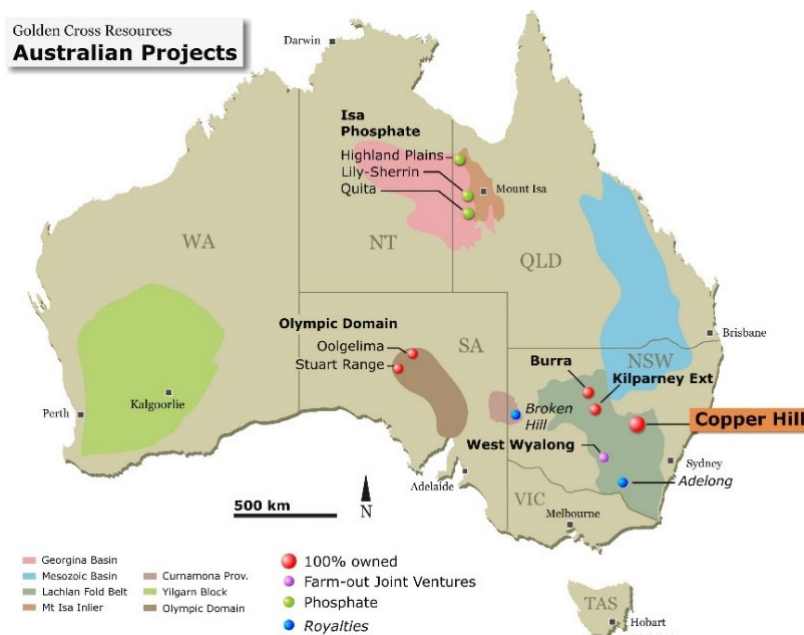 Golden Cross Resources
Australian Projects
Darwin
Isa
Phosphate
Highland Plains
Lily-Sherrin
Quita
Mount Isa
WA
NT
QLD
Olympic Domain
Oolgelima
Stuart Range
SA
Brisbane
NSW
Burra
Kilparney Ext
Kalgoorlie
Perth
Broken
Hill
Copper Hill
West Wyalong
Sydney
Adelaide
Adelong
500 km
N
VIC
Melbourne
Georgina Basin
Mesozoic Basin
Lachlan Fold Belt
Mt Isa Inlier
Curnamona Prov.
Yilgarn Block
Olympic Domain
100% owned
Farm-out Joint Ventures
Phosphate
Royalties
TAS
Hobart